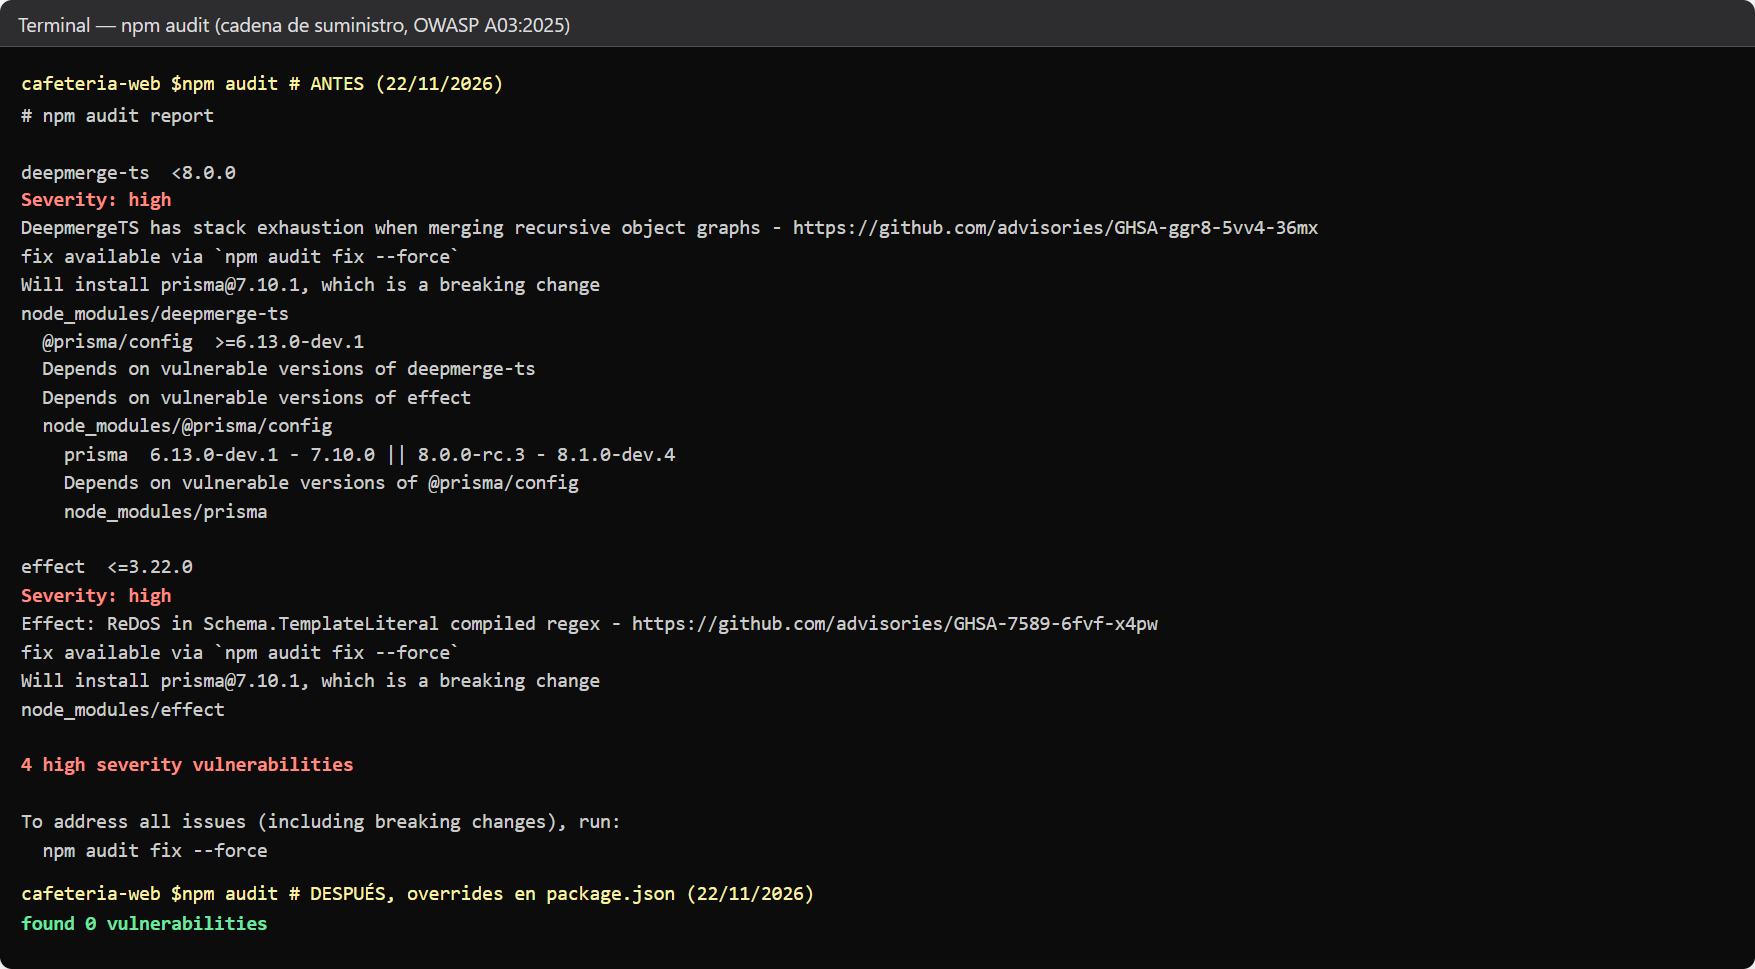 Terminal — npm audit (cadena de suministro, OWASP A03:2025)
cafeteria-web $npm audit # ANTES (22/11/2026)
# npm audit report
deepmerge-ts  <8.0.0
Severity: high
DeepmergeTS has stack exhaustion when merging recursive object graphs - https://github.com/advisories/GHSA-ggr8-5vv4-36mx
fix available via `npm audit fix --force`
Will install prisma@7.10.1, which is a breaking change
node_modules/deepmerge-ts
  @prisma/config  >=6.13.0-dev.1
  Depends on vulnerable versions of deepmerge-ts
  Depends on vulnerable versions of effect
  node_modules/@prisma/config
    prisma  6.13.0-dev.1 - 7.10.0 || 8.0.0-rc.3 - 8.1.0-dev.4
    Depends on vulnerable versions of @prisma/config
    node_modules/prisma
effect  <=3.22.0
Severity: high
Effect: ReDoS in Schema.TemplateLiteral compiled regex - https://github.com/advisories/GHSA-7589-6fvf-x4pw
fix available via `npm audit fix --force`
Will install prisma@7.10.1, which is a breaking change
node_modules/effect
4 high severity vulnerabilities
To address all issues (including breaking changes), run:
  npm audit fix --force
cafeteria-web $npm audit # DESPUÉS, overrides en package.json (22/11/2026)
found 0 vulnerabilities